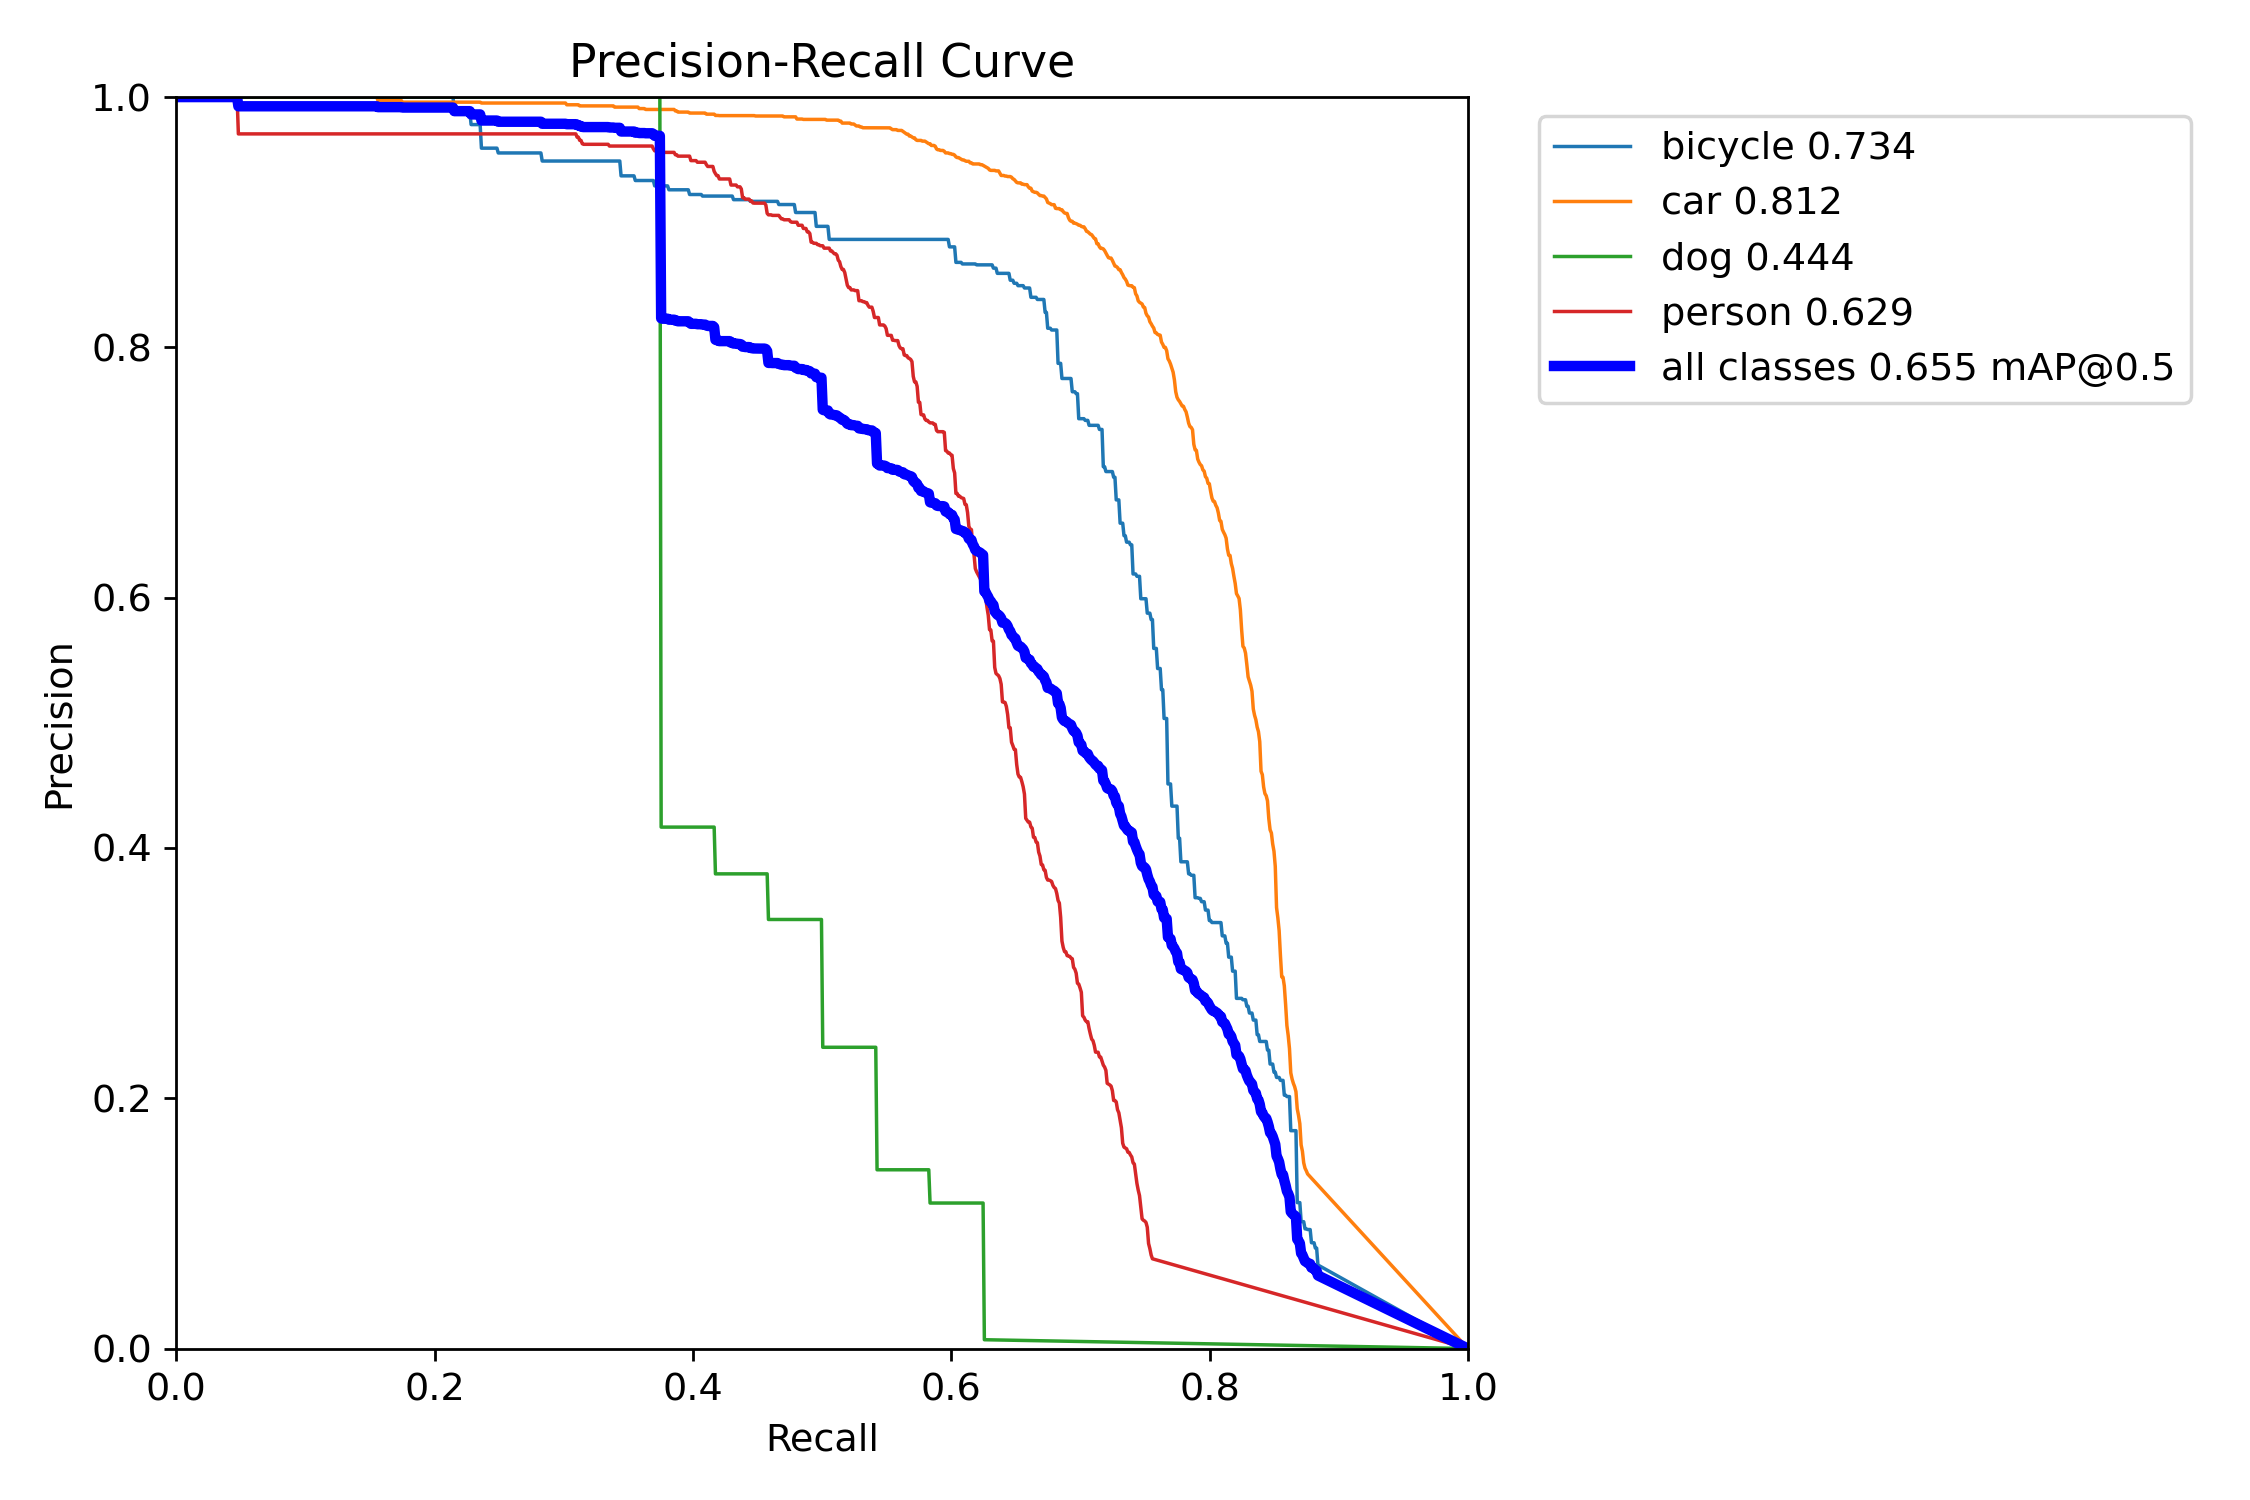 Precision-Recall Curve
1.0
0.8
0.6
0.4
0.2
0.0
Precision
0.0 0.2 0.4 0.6 0.8 1.0
Recall
bicycle 0.734
car 0.812
dog 0.444
person 0.629
all classes 0.655 mAP@0.5